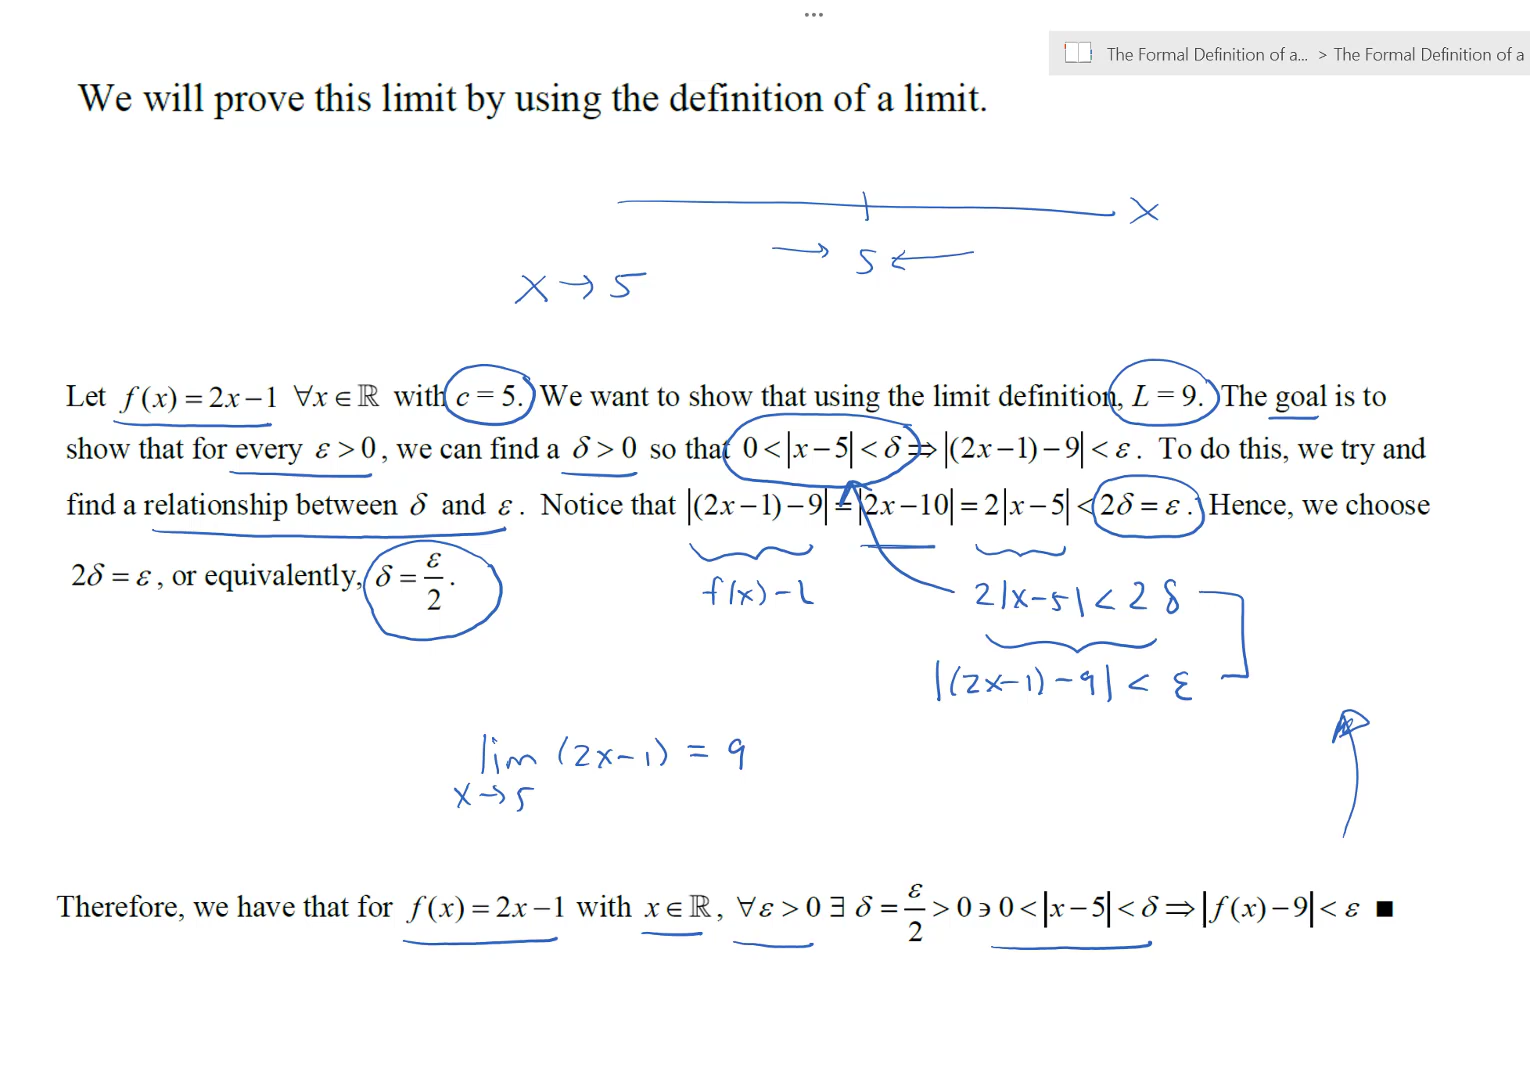 ...
The Formal Definition of a... > The Formal Definition of a
We will prove this limit by using the definition of a limit.
x
→ 5 ←
x → 5
Let f(x) = 2x − 1 ∀x ∈ ℝ with c = 5. We want to show that using the limit definition, L = 9. The goal is to
show that for every ε > 0, we can find a δ > 0 so that 0 < |x − 5| < δ ⇒ |(2x − 1) − 9| < ε. To do this, we try and
find a relationship between δ and ε. Notice that |(2x − 1) − 9| = |2x − 10| = 2|x − 5| < 2δ = ε. Hence, we choose
2δ = ε, or equivalently, δ = ε/2.
f(x) − L
2|x − 5| < 2δ
|(2x − 1) − 9| < ε
lim (2x − 1) = 9
x → 5
Therefore, we have that for f(x) = 2x − 1 with x ∈ ℝ, ∀ε > 0 ∃ δ = ε/2 > 0 ∍ 0 < |x − 5| < δ ⇒ |f(x) − 9| < ε ■